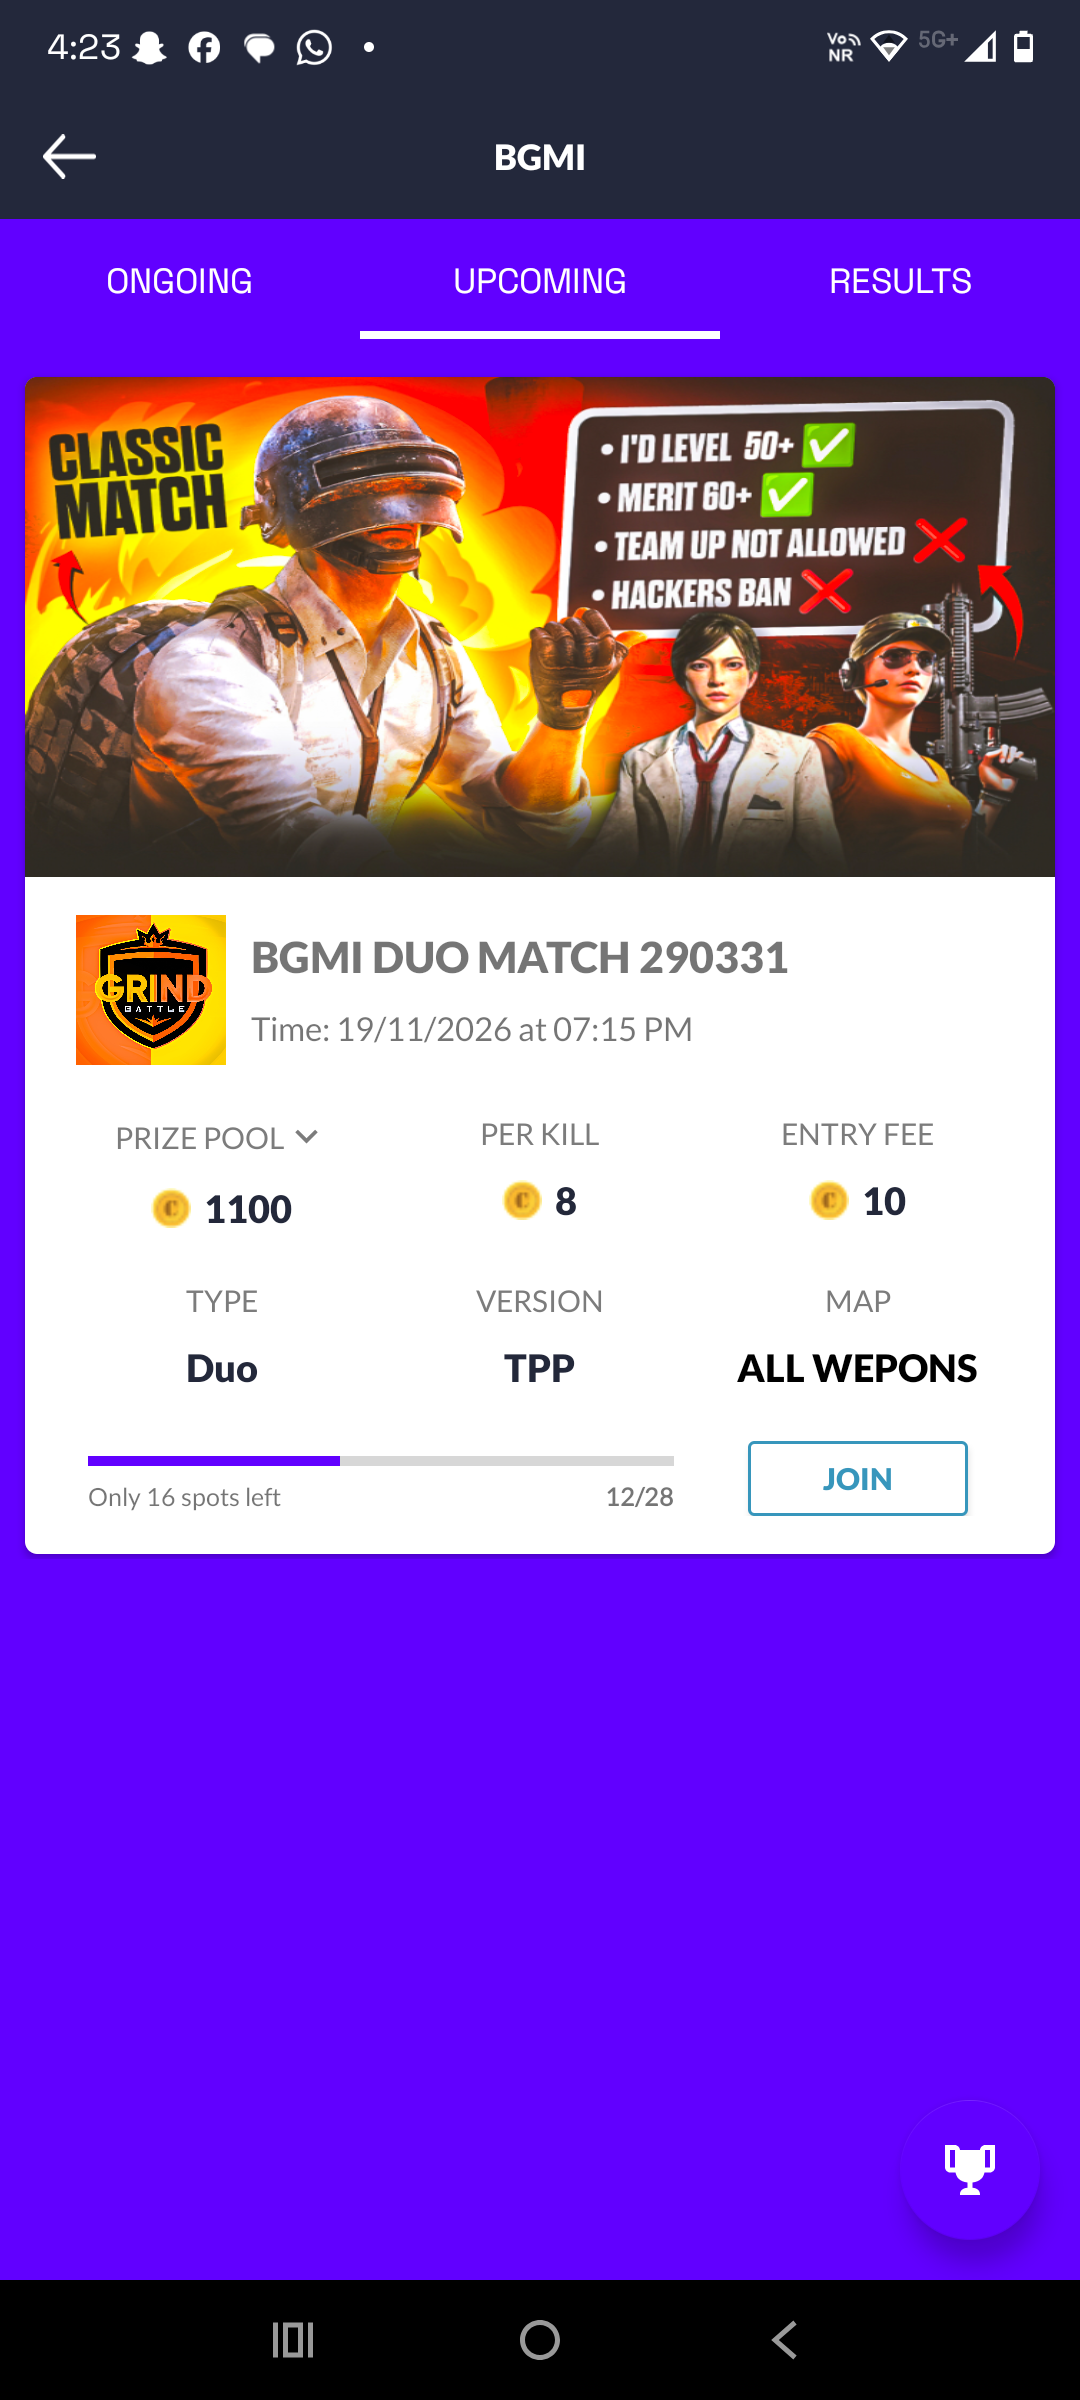 4:23
Vo
NR
5G+
BGMI
ONGOING UPCOMING RESULTS
CLASSIC
MATCH
• I'D LEVEL 50+ ✅
• MERIT 60+ ✅
• TEAM UP NOT ALLOWED ❌
• HACKERS BAN ❌
GRIND
BATTLE
BGMI DUO MATCH 290331
Time: 19/11/2026 at 07:15 PM
PRIZE POOL PER KILL ENTRY FEE
1100 8 10
TYPE VERSION MAP
Duo TPP ALL WEPONS
Only 16 spots left 12/28
JOIN